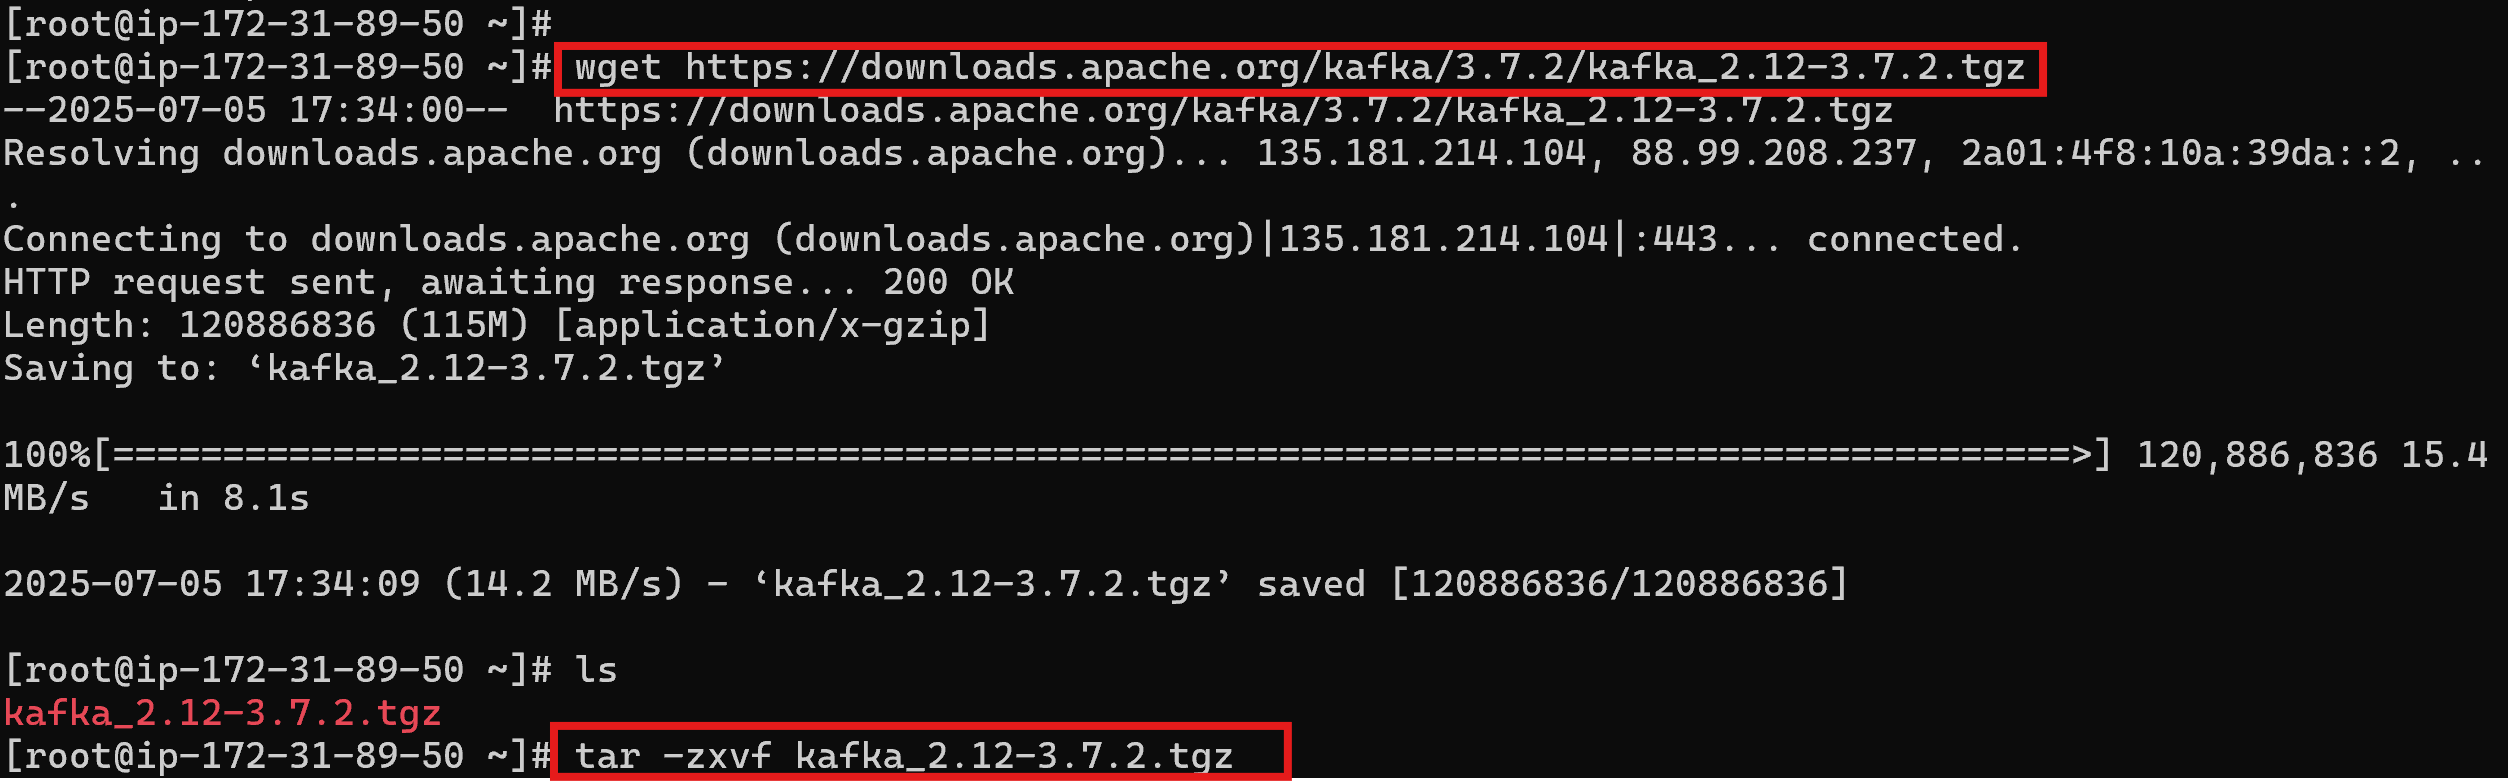 [root@ip-172-31-89-50 ~]#
[root@ip-172-31-89-50 ~]# wget https://downloads.apache.org/kafka/3.7.2/kafka_2.12-3.7.2.tgz
--2025-07-05 17:34:00--  https://downloads.apache.org/kafka/3.7.2/kafka_2.12-3.7.2.tgz
Resolving downloads.apache.org (downloads.apache.org)... 135.181.214.104, 88.99.208.237, 2a01:4f8:10a:39da::2, ..
.
Connecting to downloads.apache.org (downloads.apache.org)|135.181.214.104|:443... connected.
HTTP request sent, awaiting response... 200 OK
Length: 120886836 (115M) [application/x-gzip]
Saving to: ‘kafka_2.12-3.7.2.tgz’
100%[=========================================================================================>] 120,886,836 15.4
MB/s   in 8.1s
2025-07-05 17:34:09 (14.2 MB/s) - ‘kafka_2.12-3.7.2.tgz’ saved [120886836/120886836]
[root@ip-172-31-89-50 ~]# ls
kafka_2.12-3.7.2.tgz
[root@ip-172-31-89-50 ~]# tar -zxvf kafka_2.12-3.7.2.tgz